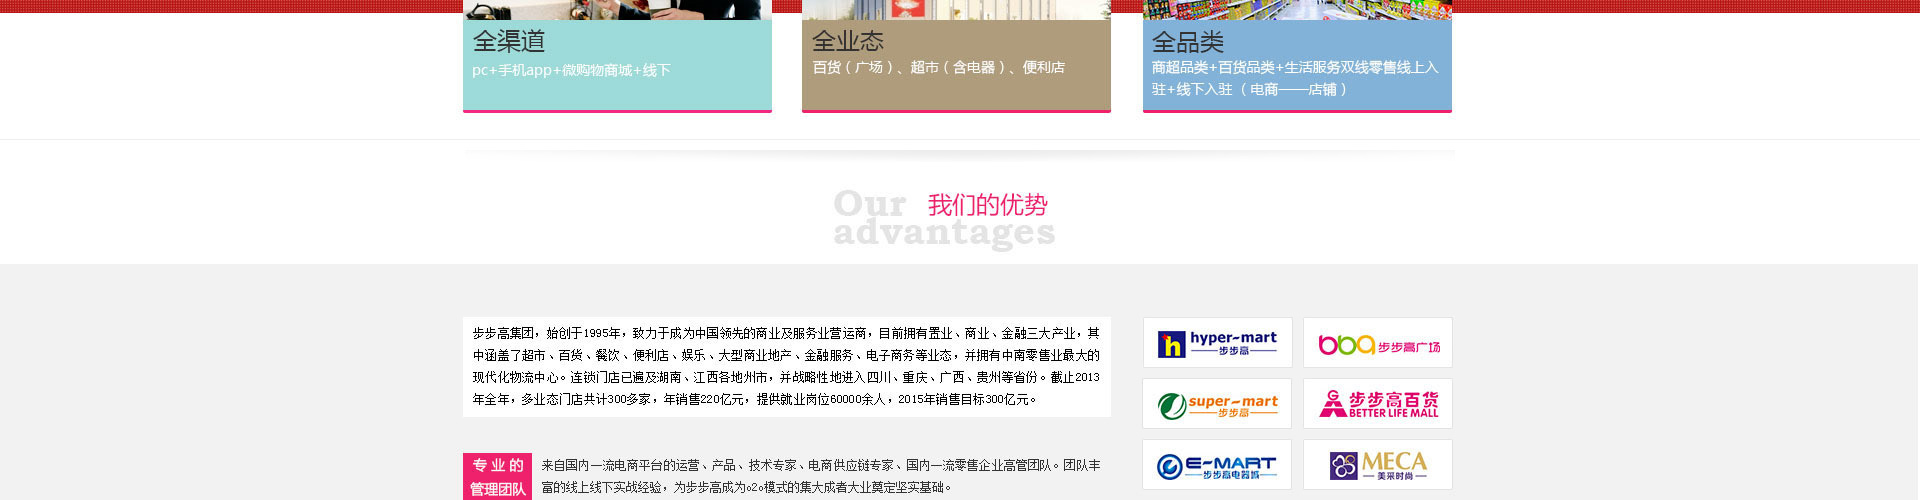 全渠道
pc+手机app+微购物商城+线下
全业态
百货（广场）、超市（含电器）、便利店
全品类
商超品类+百货品类+生活服务双线零售线上入
驻+线下入驻（电商——店铺）
Our
advantages
我们的优势
步步高集团，始创于1995年，致力于成为中国领先的商业及服务业营运商，目前拥有置业、商业、金融三大产业，其
中涵盖了超市、百货、餐饮、便利店、娱乐、大型商业地产、金融服务、电子商务等业态，并拥有中南零售业最大的
现代化物流中心。连锁门店已遍及湖南、江西各地州市，并战略性地进入四川、重庆、广西、贵州等省份。截止2013
年全年，多业态门店共计300多家，年销售220亿元，提供就业岗位60000余人，2015年销售目标300亿元。
专业的
管理团队
来自国内一流电商平台的运营、产品、技术专家、电商供应链专家、国内一流零售企业高管团队。团队丰
富的线上线下实战经验，为步步高成为o2o模式的集大成者大业奠定坚实基础。
h hyper-mart
步步高
bbg 步步高广场
super-mart
步步高
步步高百货
BETTER LIFE MALL
E-MART
步步高电器城
MECA
美采时尚